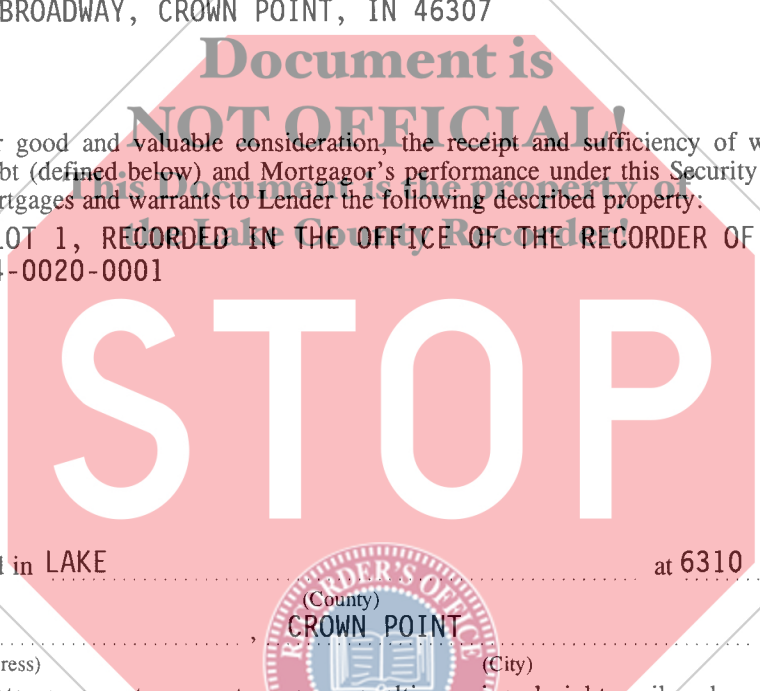 BROADWAY, CROWN POINT, IN 46307
Document is
NOT OFFICIAL!
r good and valuable consideration, the receipt and sufficiency of w
bt (defined below) and Mortgagor's performance under this Security
This Document is the property of
rtgages and warrants to Lender the following described property:
the Lake County Recorder!
LOT 1, RECORDED IN THE OFFICE OF THE RECORDER OF
-0020-0001
STOP
d in LAKE at 6310
(County)
RECORDER'S OFFICE
, CROWN POINT
ress) (City)